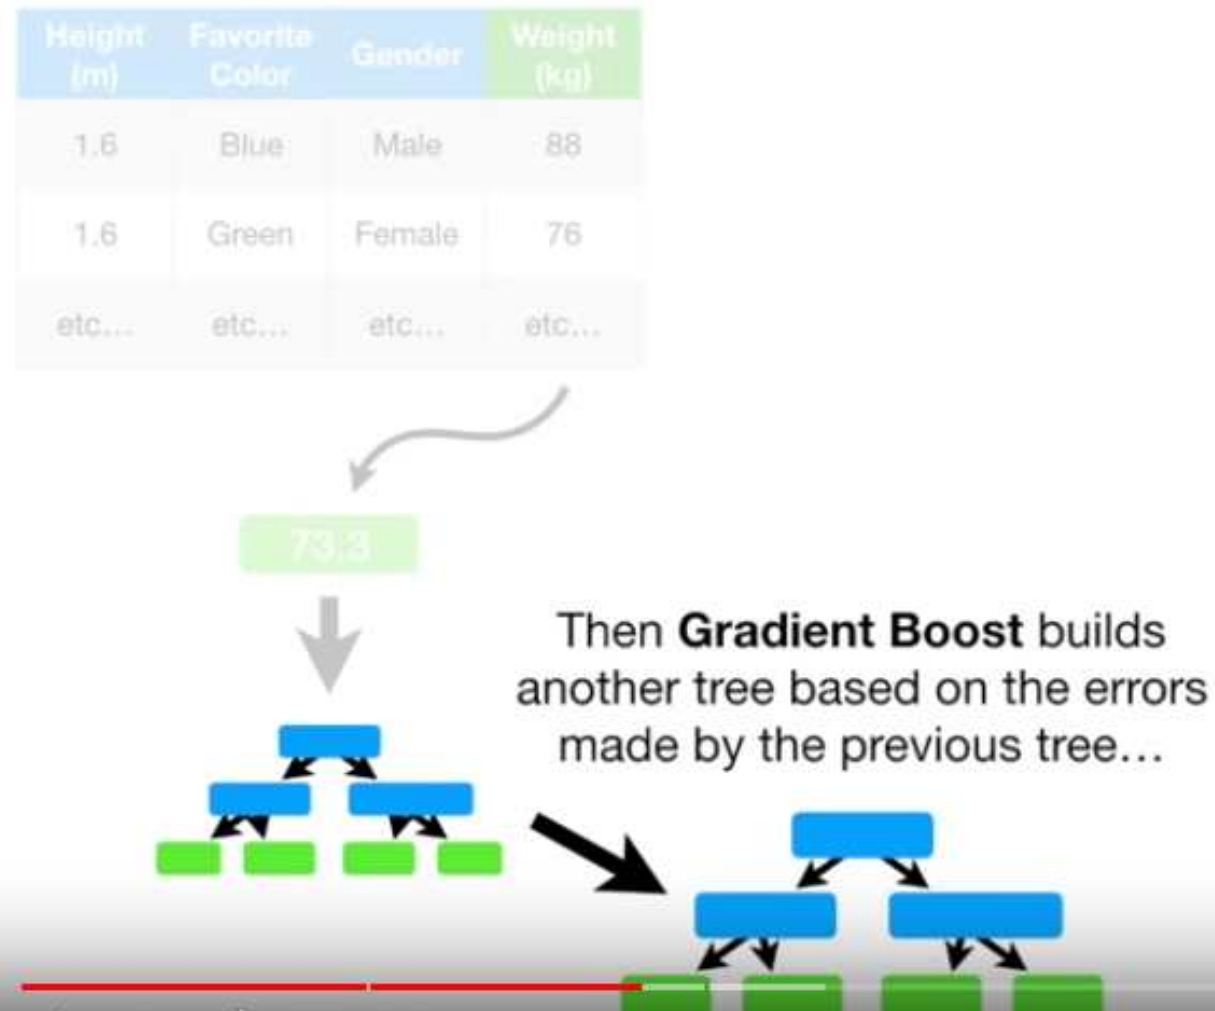 Height (m) Favorite Color Gender Weight (kg)
1.6 Blue Male 88
1.6 Green Female 76
etc... etc... etc... etc...
73.3
Then Gradient Boost builds
another tree based on the errors
made by the previous tree...